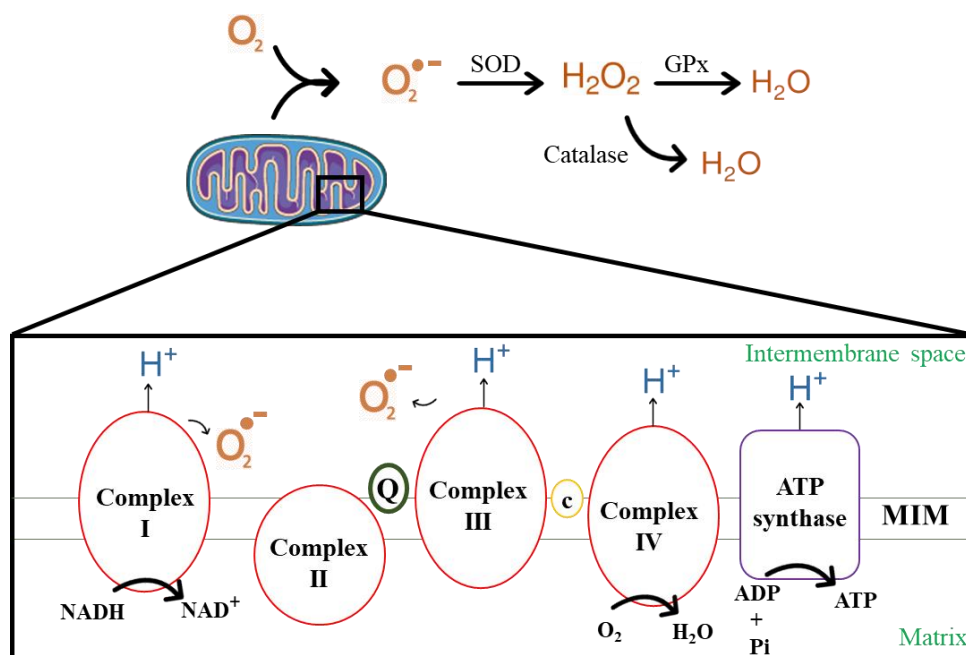 O₂
O₂•−
SOD
H₂O₂
GPx
H₂O
Catalase
H₂O
Intermembrane space
H⁺
H⁺
H⁺
H⁺
O₂•−
O₂•−
Complex
I
Complex
II
Q
Complex
III
c
Complex
IV
ATP
synthase
MIM
NADH
NAD⁺
O₂
H₂O
ADP
+
Pi
ATP
Matrix